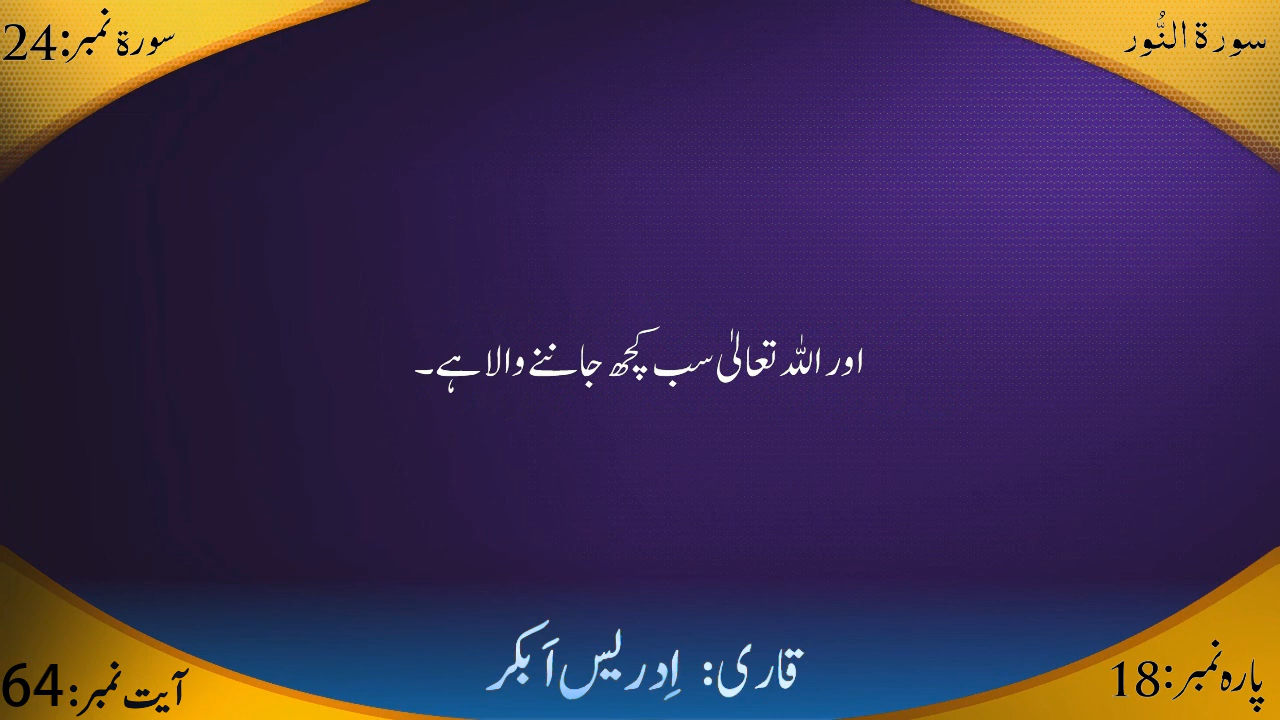 سورۃ النُّور
سورۃ نمبر:24
اور اللہ تعالیٰ سب کچھ جاننے والا ہے۔
قاری: اِدریس اَبکر
پارہ نمبر:18
آیت نمبر:64